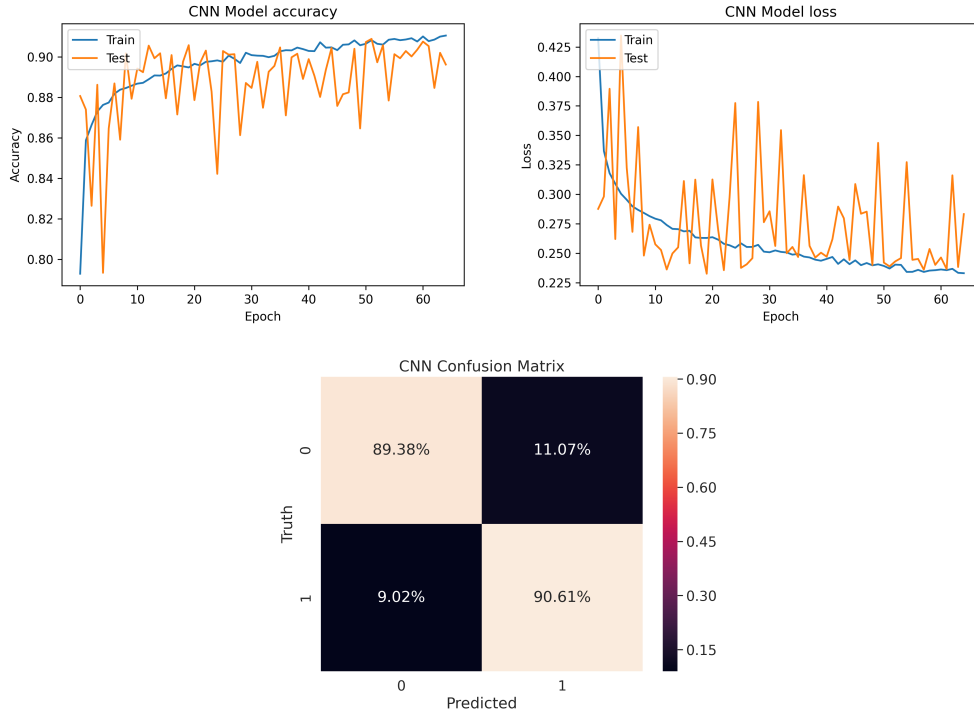 CNN Model accuracy
Train
Test
0.90
0.88
0.86
0.84
0.82
0.80
Accuracy
0 10 20 30 40 50 60
Epoch
CNN Model loss
Train
Test
0.425
0.400
0.375
0.350
0.325
0.300
0.275
0.250
0.225
Loss
0 10 20 30 40 50 60
Epoch
CNN Confusion Matrix
Truth
0
89.38% 11.07%
1
9.02% 90.61%
0 1
Predicted
0.90
0.75
0.60
0.45
0.30
0.15